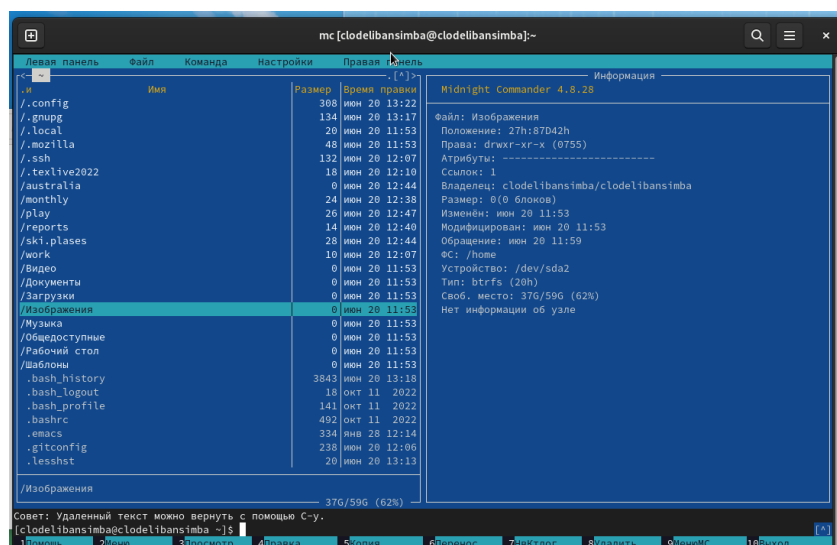 mc [clodelibansimba@clodelibansimba]:~
Левая панель Файл Команда Настройки Правая панель
<─ ~ .[^]>
.и Имя Размер Время правки
/.config 308 июн 20 13:22
/.gnupg 134 июн 20 13:17
/.local 20 июн 20 11:53
/.mozilla 48 июн 20 11:53
/.ssh 132 июн 20 12:07
/.texlive2022 18 июн 20 12:10
/australia 0 июн 20 12:44
/monthly 24 июн 20 12:38
/play 26 июн 20 12:47
/reports 14 июн 20 12:40
/ski.plases 28 июн 20 12:44
/work 10 июн 20 12:07
/Видео 0 июн 20 11:53
/Документы 0 июн 20 11:53
/Загрузки 0 июн 20 11:53
/Изображения 0 июн 20 11:53
/Музыка 0 июн 20 11:53
/Общедоступные 0 июн 20 11:53
/Рабочий стол 0 июн 20 11:53
/Шаблоны 0 июн 20 11:53
.bash_history 3843 июн 20 13:18
.bash_logout 18 окт 11 2022
.bash_profile 141 окт 11 2022
.bashrc 492 окт 11 2022
.emacs 334 янв 28 12:14
.gitconfig 238 июн 20 12:06
.lesshst 20 июн 20 13:13
/Изображения
37G/59G (62%)
Информация
Midnight Commander 4.8.28
Файл: Изображения
Положение: 27h:87D42h
Права: drwxr-xr-x (0755)
Атрибуты: -------------------------
Ссылок: 1
Владелец: clodelibansimba/clodelibansimba
Размер: 0(0 блоков)
Изменён: июн 20 11:53
Модифицирован: июн 20 11:53
Обращение: июн 20 11:59
ФС: /home
Устройство: /dev/sda2
Тип: btrfs (20h)
Своб. место: 37G/59G (62%)
Нет информации об узле
Совет: Удаленный текст можно вернуть с помощью C-y.
[clodelibansimba@clodelibansimba ~]$ [^]
1Помощь 2Меню 3Просмотр 4Правка 5Копия 6Перенос 7НвКтлог 8Удалить 9МенюMC 10Выход